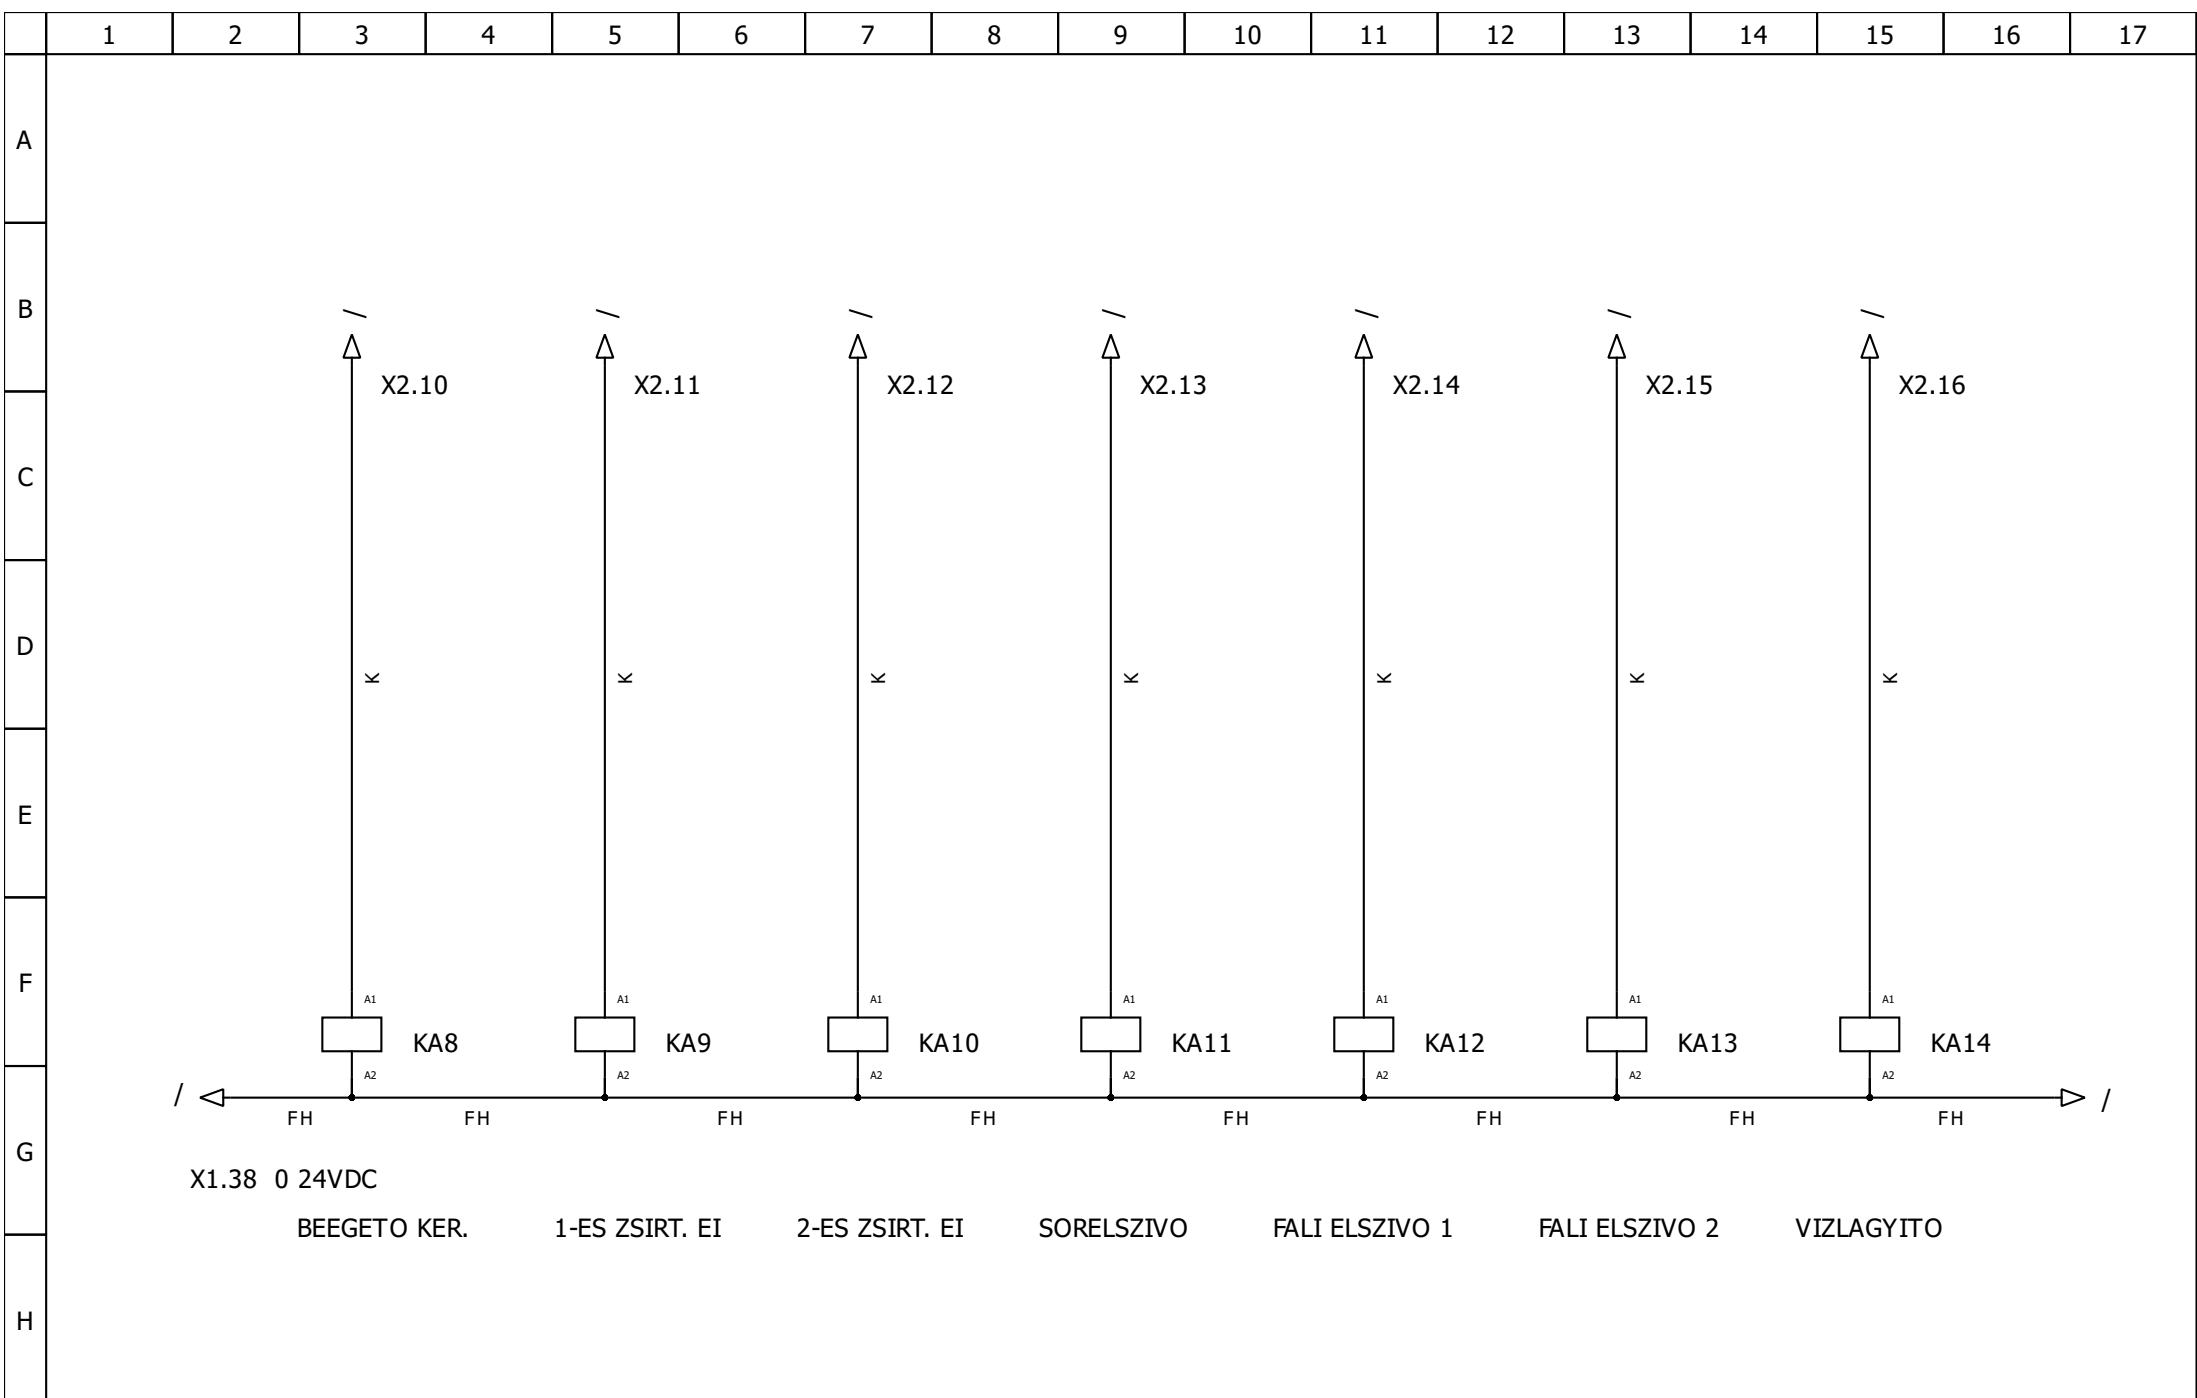 1 2 3 4 5 6 7 8 9 10 11 12 13 14 15 16 17
A
B
/ / / / / / /
X2.10 X2.11 X2.12 X2.13 X2.14 X2.15 X2.16
C
D
K K K K K K K
E
F
A1 A1 A1 A1 A1 A1 A1
KA8 KA9 KA10 KA11 KA12 KA13 KA14
A2 A2 A2 A2 A2 A2 A2
/ /
FH FH FH FH FH FH FH FH
G
X1.38 0 24VDC
BEEGETO KER. 1-ES ZSIRT. EI 2-ES ZSIRT. EI SORELSZIVO FALI ELSZIVO 1 FALI ELSZIVO 2 VIZLAGYITO
H